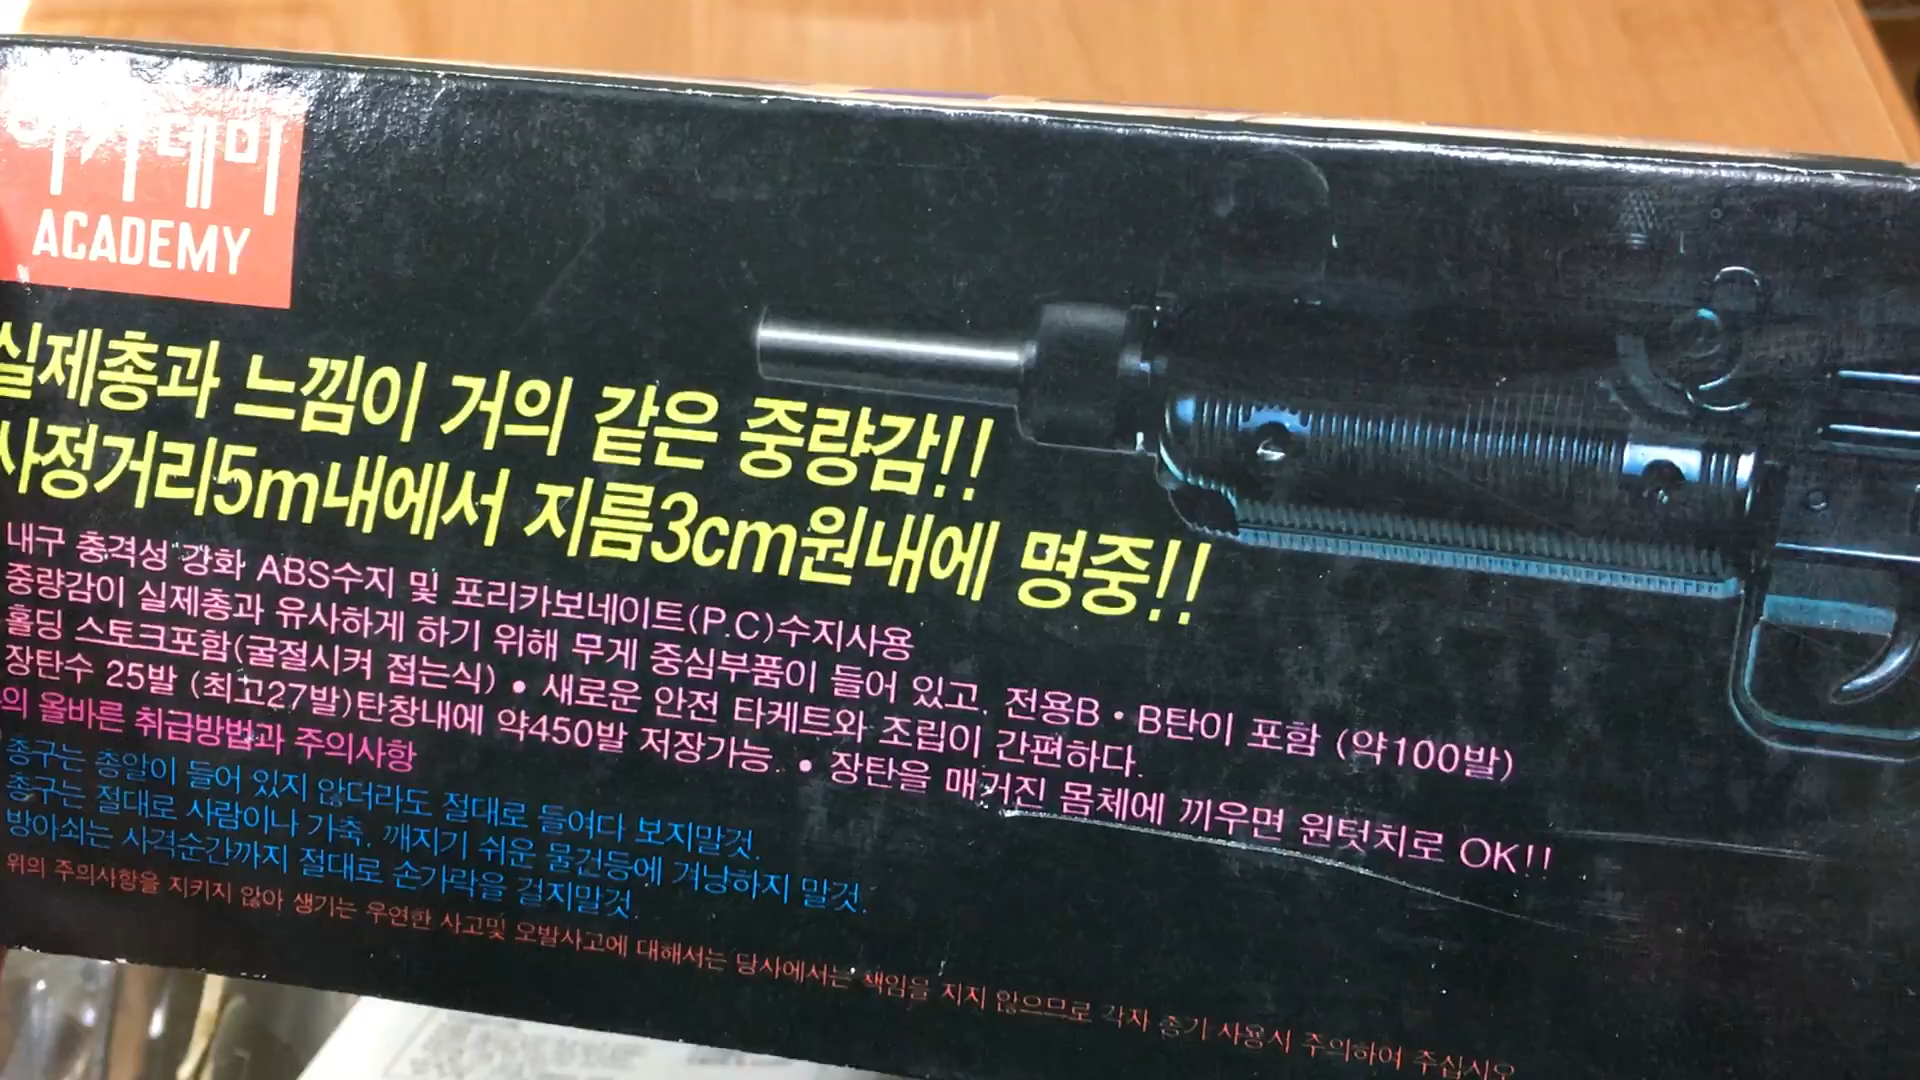 아카데미
ACADEMY
실제총과 느낌이 거의 같은 중량감!!
사정거리5m내에서 지름3cm원내에 명중!!
내구 충격성 강화 ABS수지 및 포리카보네이트(P.C)수지사용
중량감이 실제총과 유사하게 하기 위해 무게 중심부품이 들어 있고, 전용B•B탄이 포함 (약100발)
홀딩 스토크포함(굴절시켜 접는식) • 새로운 안전 타케트와 조립이 간편하다.
장탄수 25발 (최고27발)탄창내에 약450발 저장가능. • 장탄을 매거진 몸체에 끼우면 원텃치로 OK!!
의 올바른 취급방법과 주의사항
총구는 총알이 들어 있지 않더라도 절대로 들여다 보지말것.
총구는 절대로 사람이나 가축, 깨지기 쉬운 물건등에 겨냥하지 말것.
방아쇠는 사격순간까지 절대로 손가락을 걸지말것.
위의 주의사항을 지키지 않아 생기는 우연한 사고및 오발사고에 대해서는 당사에서는 책임을 지지 않으므로 각자 총기 사용시 주의하여 주십시오